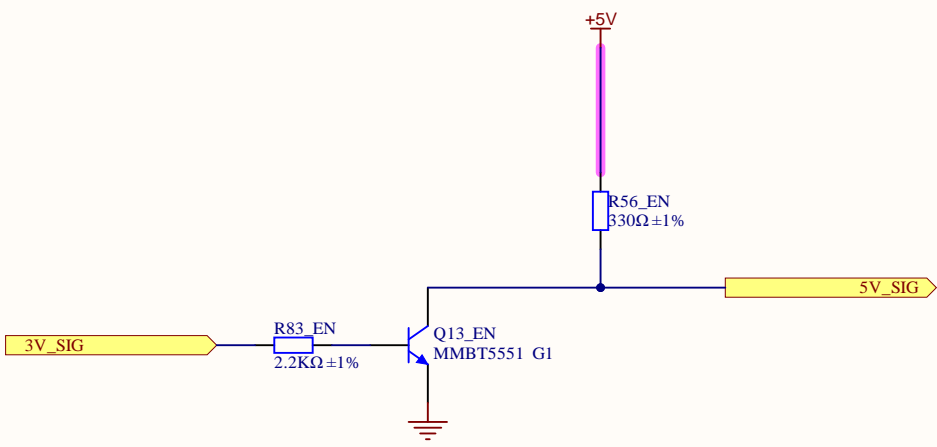 +5V
R56_EN
330Ω ±1%
5V_SIG
R83_EN
3V_SIG
2.2KΩ ±1%
Q13_EN
MMBT5551 G1